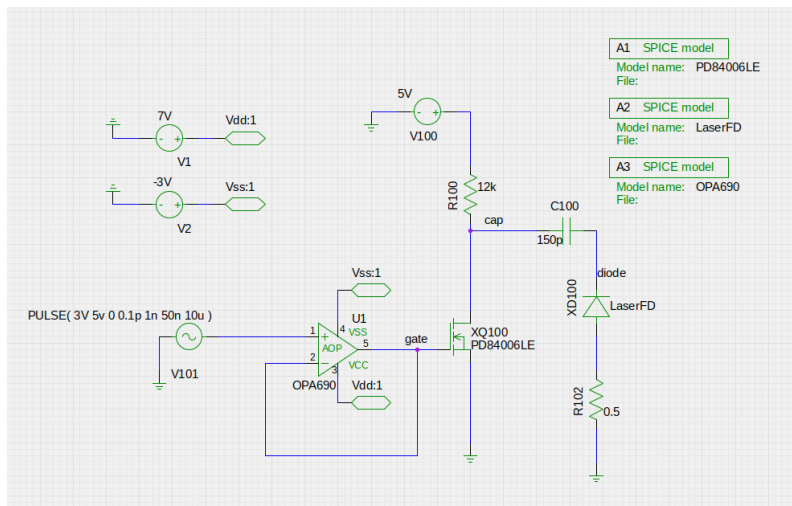 A1 SPICE model
Model name: PD84006LE
File:
A2 SPICE model
Model name: LaserFD
File:
A3 SPICE model
Model name: OPA690
File:
5V
- +
V100
7V
Vdd:1
- +
V1
-3V
Vss:1
- +
V2
R100
12k
cap
C100
150p
diode
XD100
LaserFD
Vss:1
PULSE( 3V 5v 0 0.1p 1n 50n 10u )
V101
U1
1
+
4
VSS
AOP
5
2
−
3
VCC
OPA690
gate
XQ100
PD84006LE
Vdd:1
R102
0.5